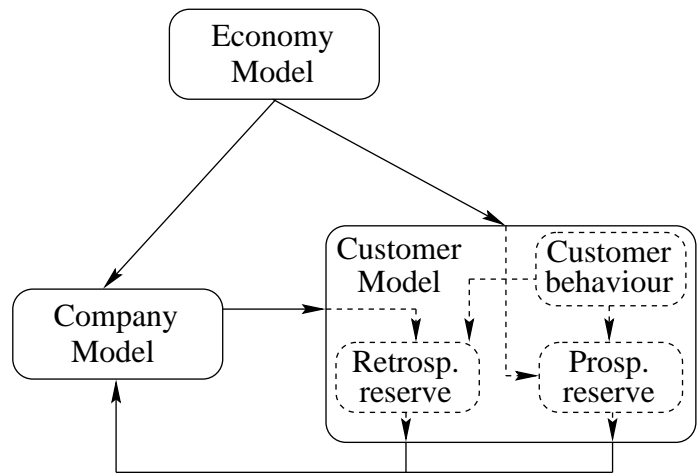 Economy
Model
Customer
Model
Customer
behaviour
Company
Model
Retrosp.
reserve
Prosp.
reserve